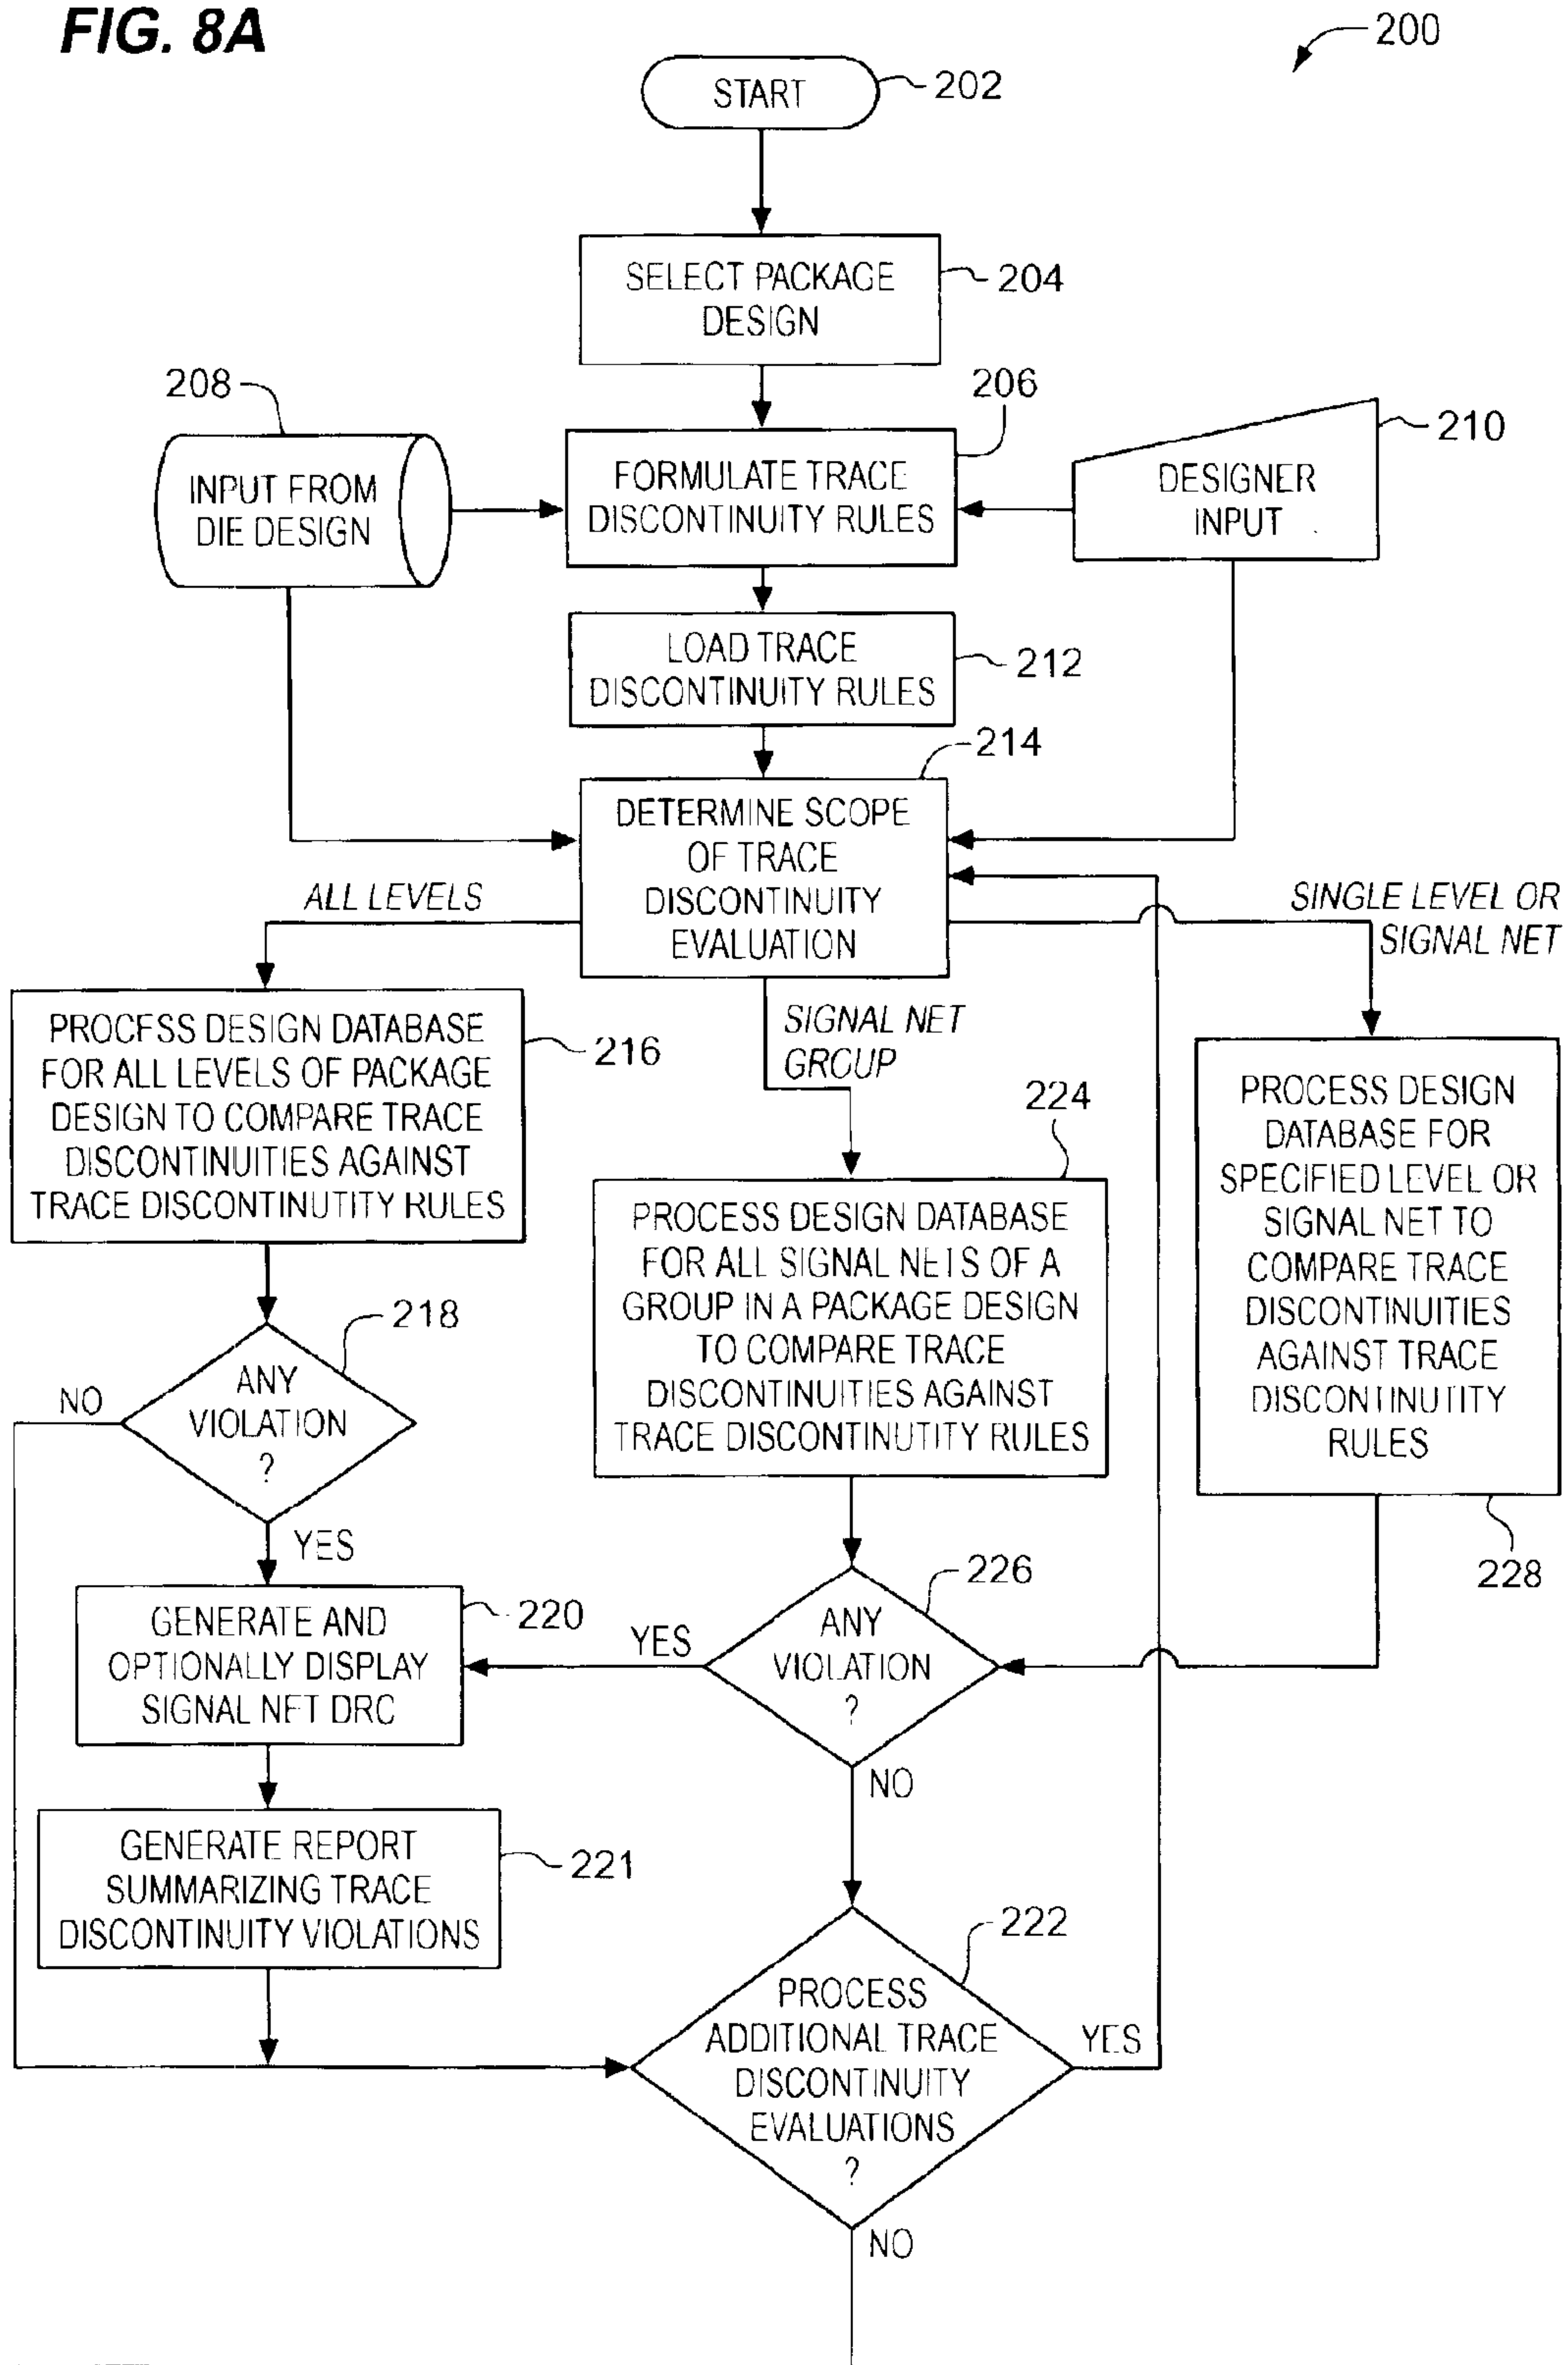 FIG. 8A
200
START
202
SELECT PACKAGE
DESIGN
204
208
206
210
INPUT FROM
DIE DESIGN
FORMULATE TRACE
DISCONTINUITY RULES
DESIGNER
INPUT
LOAD TRACE
DISCONTINUITY RULES
212
214
DETERMINE SCOPE
OF TRACE
DISCONTINUITY
EVALUATION
ALL LEVELS
SINGLE LEVEL OR
SIGNAL NET
SIGNAL NET
GROUP
PROCESS DESIGN DATABASE
FOR ALL LEVELS OF PACKAGE
DESIGN TO COMPARE TRACE
DISCONTINUITIES AGAINST
TRACE DISCONTINUTITY RULES
216
224
PROCESS DESIGN DATABASE
FOR ALL SIGNAL NETS OF A
GROUP IN A PACKAGE DESIGN
TO COMPARE TRACE
DISCONTINUITIES AGAINST
TRACE DISCONTINUTITY RULES
PROCESS DESIGN
DATABASE FOR
SPECIFIED LEVEL OR
SIGNAL NET TO
COMPARE TRACE
DISCONTINUITIES
AGAINST TRACE
DISCONTINUTITY
RULES
228
218
ANY
VIOLATION
?
NO
YES
226
ANY
VIOLATION
?
YES
NO
GENERATE AND
OPTIONALLY DISPLAY
SIGNAL NET DRC
220
GENERATE REPORT
SUMMARIZING TRACE
DISCONTINUITY VIOLATIONS
221
222
PROCESS
ADDITIONAL TRACE
DISCONTINUITY
EVALUATIONS
?
YES
NO